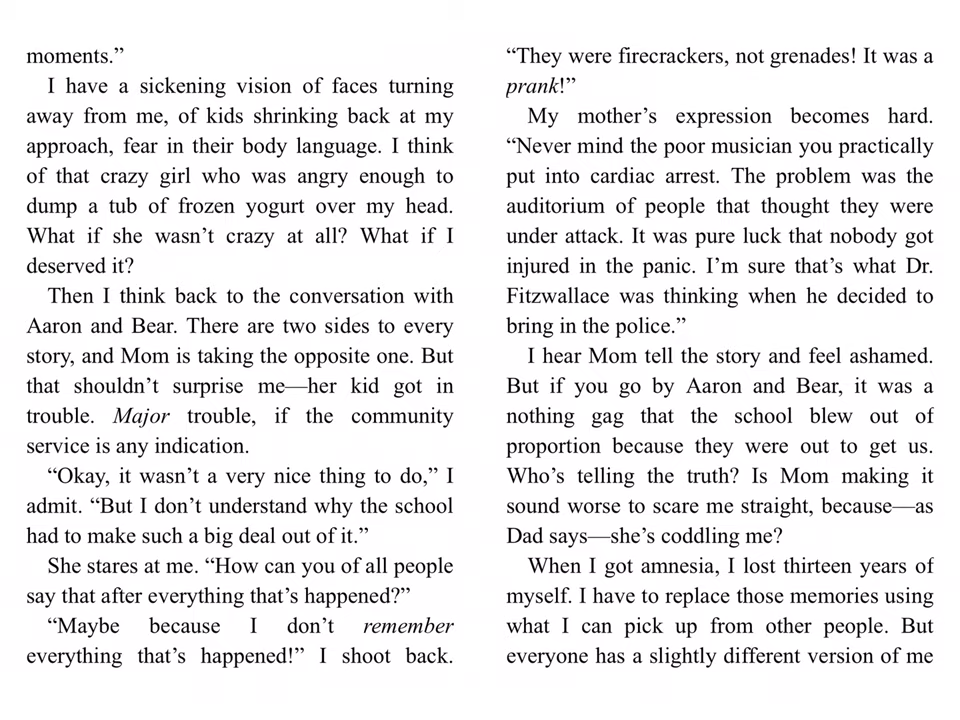 moments.”
I have a sickening vision of faces turning
away from me, of kids shrinking back at my
approach, fear in their body language. I think
of that crazy girl who was angry enough to
dump a tub of frozen yogurt over my head.
What if she wasn’t crazy at all? What if I
deserved it?
Then I think back to the conversation with
Aaron and Bear. There are two sides to every
story, and Mom is taking the opposite one. But
that shouldn’t surprise me—her kid got in
trouble. Major trouble, if the community
service is any indication.
“Okay, it wasn’t a very nice thing to do,” I
admit. “But I don’t understand why the school
had to make such a big deal out of it.”
She stares at me. “How can you of all people
say that after everything that’s happened?”
“Maybe because I don’t remember
everything that’s happened!” I shoot back.
“They were firecrackers, not grenades! It was a
prank!”
My mother’s expression becomes hard.
“Never mind the poor musician you practically
put into cardiac arrest. The problem was the
auditorium of people that thought they were
under attack. It was pure luck that nobody got
injured in the panic. I’m sure that’s what Dr.
Fitzwallace was thinking when he decided to
bring in the police.”
I hear Mom tell the story and feel ashamed.
But if you go by Aaron and Bear, it was a
nothing gag that the school blew out of
proportion because they were out to get us.
Who’s telling the truth? Is Mom making it
sound worse to scare me straight, because—as
Dad says—she’s coddling me?
When I got amnesia, I lost thirteen years of
myself. I have to replace those memories using
what I can pick up from other people. But
everyone has a slightly different version of me